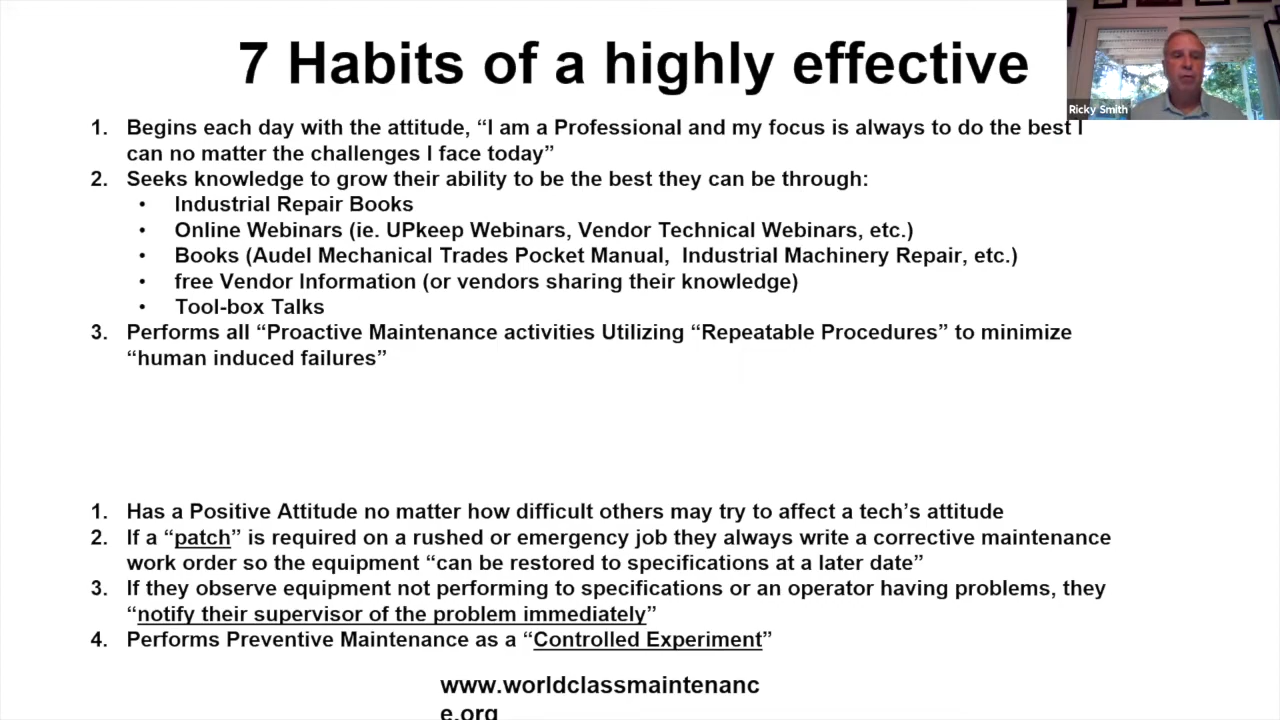 7 Habits of a highly effective
Ricky Smith
1. Begins each day with the attitude, “I am a Professional and my focus is always to do the best I
can no matter the challenges I face today”
2. Seeks knowledge to grow their ability to be the best they can be through:
• Industrial Repair Books
• Online Webinars (ie. UPkeep Webinars, Vendor Technical Webinars, etc.)
• Books (Audel Mechanical Trades Pocket Manual, Industrial Machinery Repair, etc.)
• free Vendor Information (or vendors sharing their knowledge)
• Tool-box Talks
3. Performs all “Proactive Maintenance activities Utilizing “Repeatable Procedures” to minimize
“human induced failures”
1. Has a Positive Attitude no matter how difficult others may try to affect a tech’s attitude
2. If a “patch” is required on a rushed or emergency job they always write a corrective maintenance
work order so the equipment “can be restored to specifications at a later date”
3. If they observe equipment not performing to specifications or an operator having problems, they
“notify their supervisor of the problem immediately”
4. Performs Preventive Maintenance as a “Controlled Experiment”
www.worldclassmaintenanc
e.org